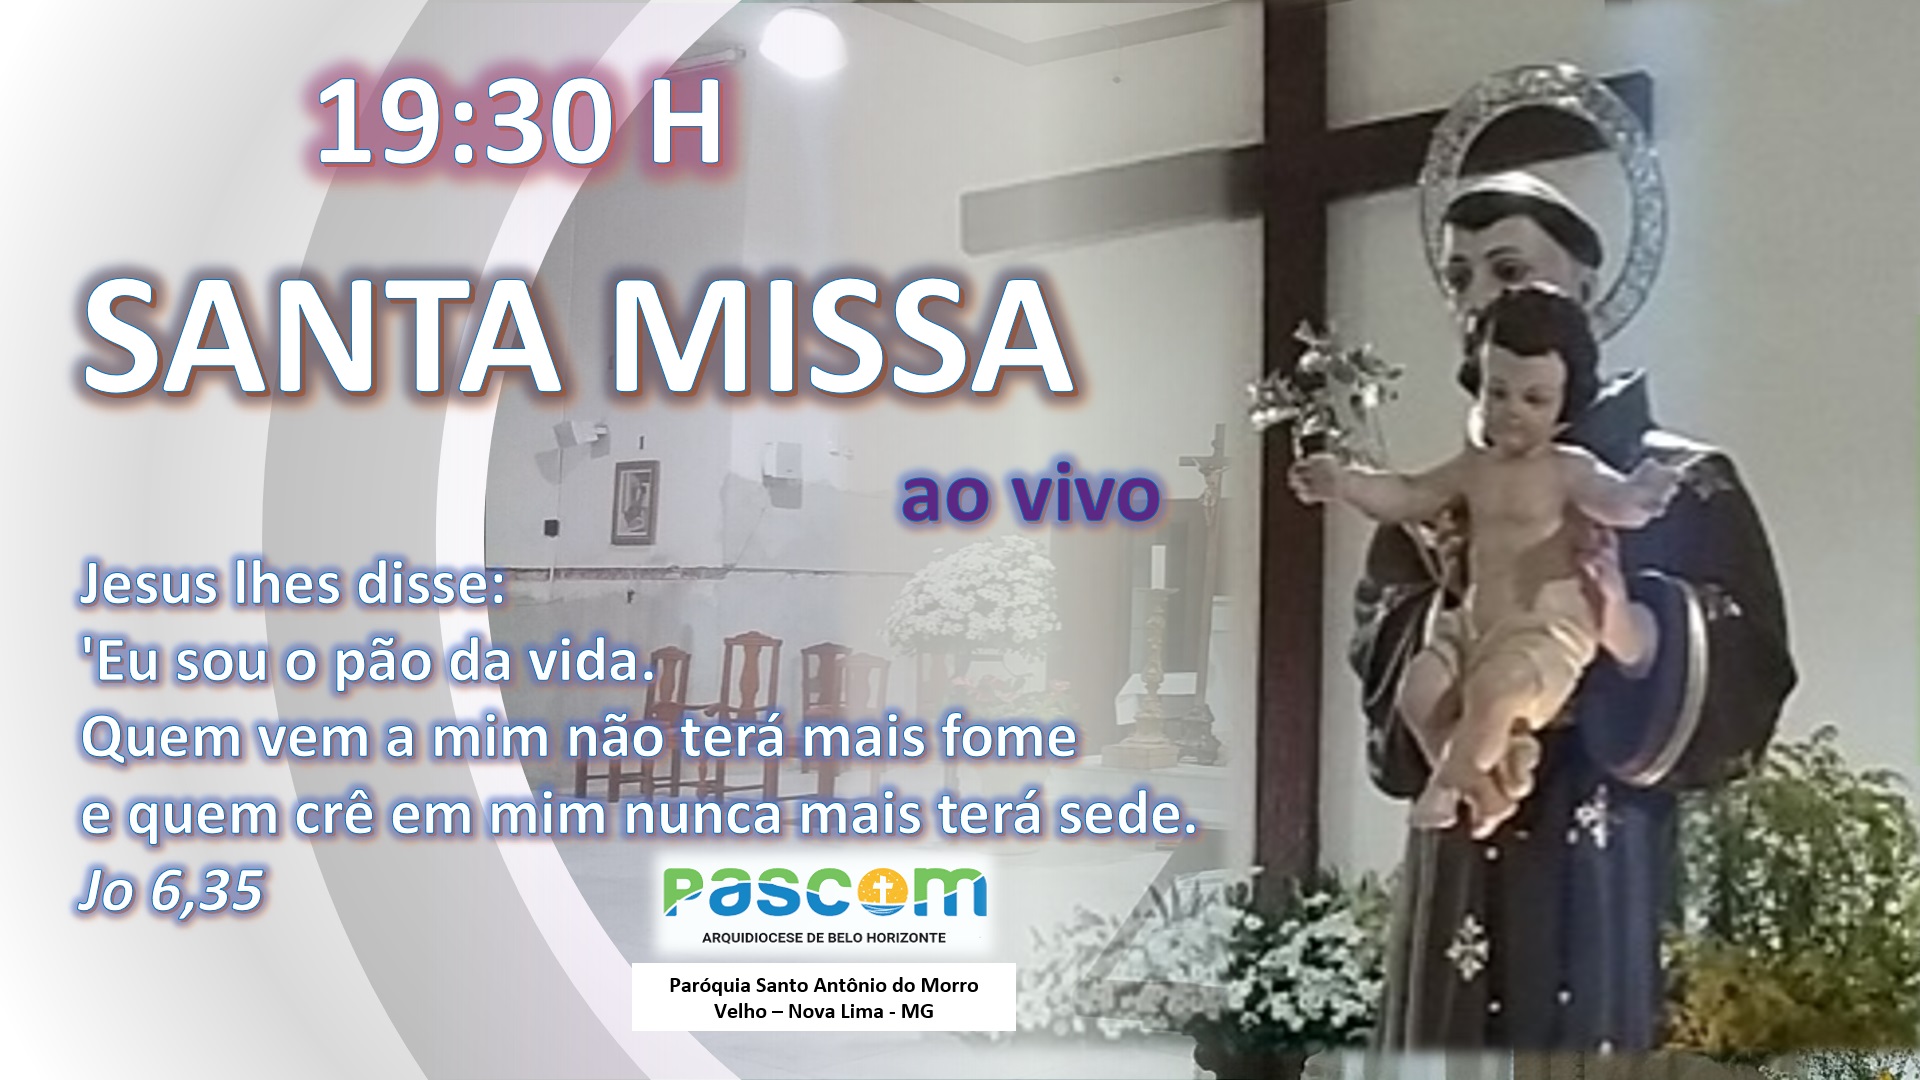 19:30 H
SANTA MISSA
ao vivo
Jesus lhes disse:
'Eu sou o pão da vida.
Quem vem a mim não terá mais fome
e quem crê em mim nunca mais terá sede.
Jo 6,35
Pascom
ARQUIDIOCESE DE BELO HORIZONTE
Paróquia Santo Antônio do Morro
Velho – Nova Lima - MG